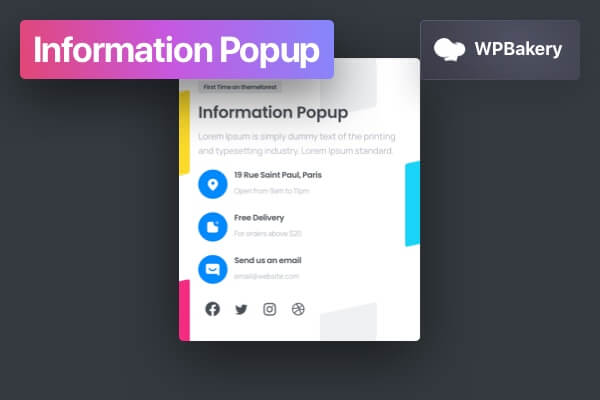 Information Popup
WPBakery
First Time on themeforest
Information Popup
Lorem Ipsum is simply dummy text of the printing
and typesetting industry. Lorem Ipsum standard.
19 Rue Saint Paul, Paris
Open from 9am to 11pm
Free Delivery
For orders above $20
Send us an email
email@website.com